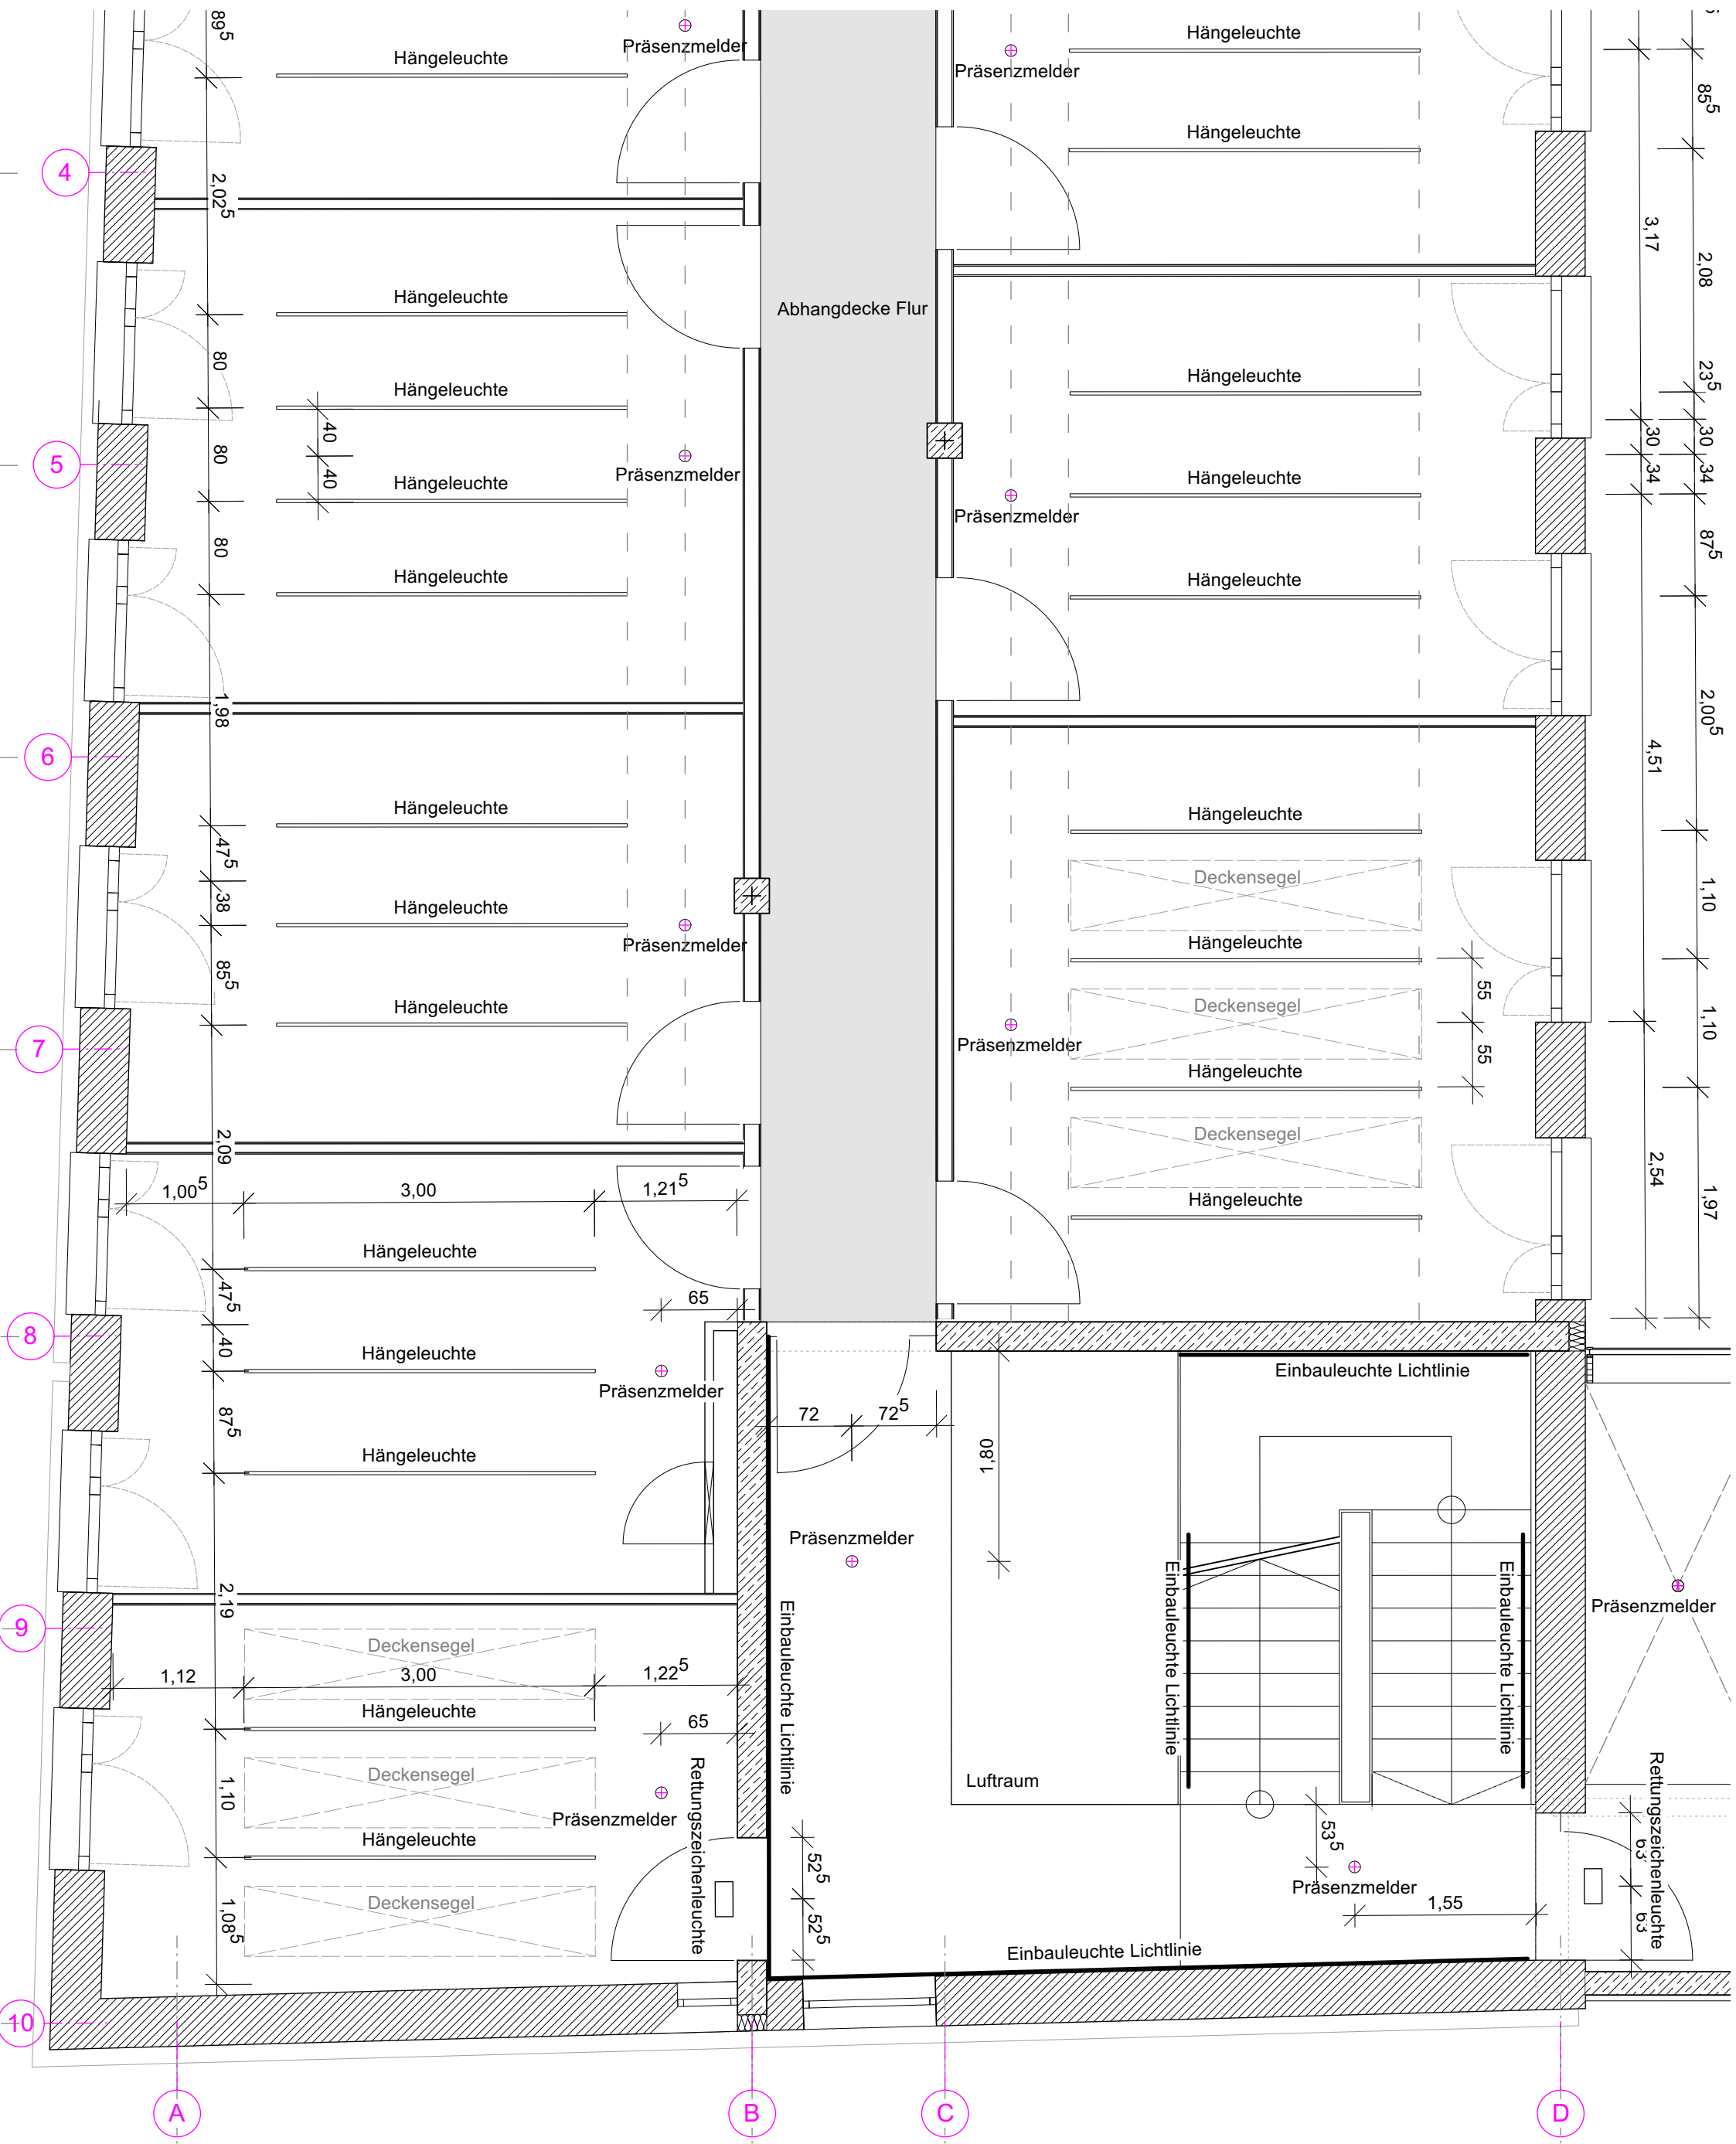 89⁵
Präsenzmelder
Hängeleuchte
Hängeleuchte
Präsenzmelder
85⁵
Hängeleuchte
4
2,02⁵
3,17
2,08
Hängeleuchte
Abhangdecke Flur
80
Hängeleuchte
Hängeleuchte
23⁵
40
30
30
5
80
40
Hängeleuchte
Präsenzmelder
Hängeleuchte
Präsenzmelder
34
34
80
Hängeleuchte
Hängeleuchte
87⁵
1,98
2,00⁵
6
4,51
Hängeleuchte
Hängeleuchte
47⁵
Deckensegel
38
Hängeleuchte
1,10
Präsenzmelder
Hängeleuchte
85⁵
55
Deckensegel
Hängeleuchte
1,10
7
Präsenzmelder
55
Hängeleuchte
2,09
Deckensegel
2,54
1,00⁵
3,00
1,21⁵
Hängeleuchte
1,97
Hängeleuchte
47⁵
65
8
40
Hängeleuchte
Präsenzmelder
Einbauleuchte Lichtlinie
87⁵
72
72⁵
Hängeleuchte
1,80
Präsenzmelder
2,19
9
Einbauleuchte Lichtlinie
Einbauleuchte Lichtlinie
Einbauleuchte Lichtlinie
Präsenzmelder
Deckensegel
1,12
3,00
1,22⁵
Hängeleuchte
65
Deckensegel
1,10
Präsenzmelder
Rettungszeichenleuchte
Luftraum
Rettungszeichenleuchte
Hängeleuchte
52⁵
53⁵
63
Deckensegel
1,08⁵
52⁵
Präsenzmelder
1,55
63
Einbauleuchte Lichtlinie
10
A
B
C
D